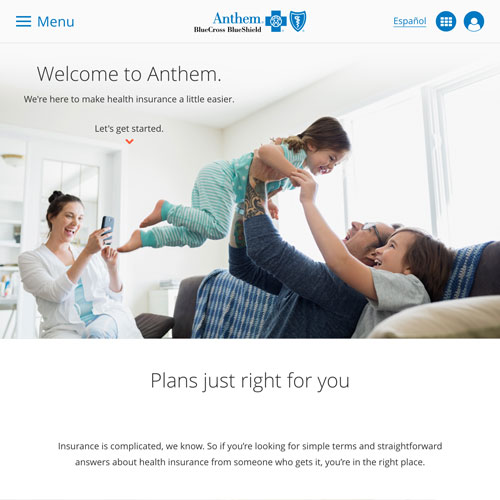 Menu
Anthem.
BlueCross BlueShield
Español
Welcome to Anthem.
We're here to make health insurance a little easier.
Let's get started.
Plans just right for you
Insurance is complicated, we know. So if you're looking for simple terms and straightforward
answers about health insurance from someone who gets it, you're in the right place.